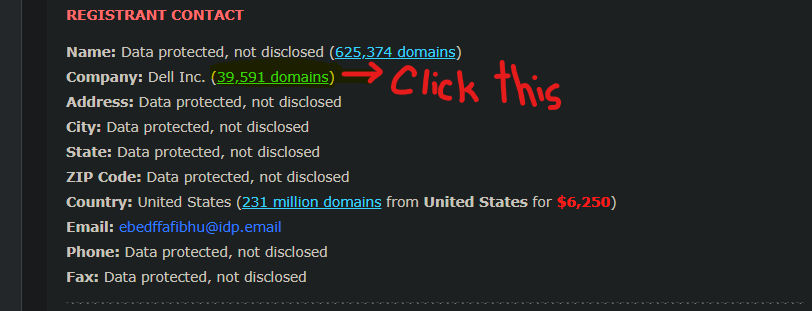 REGISTRANT CONTACT
Name: Data protected, not disclosed (625,374 domains)
Company: Dell Inc. (39,591 domains) Click this
Address: Data protected, not disclosed
City: Data protected, not disclosed
State: Data protected, not disclosed
ZIP Code: Data protected, not disclosed
Country: United States (231 million domains from United States for $6,250)
Email: ebedffafibhu@idp.email
Phone: Data protected, not disclosed
Fax: Data protected, not disclosed